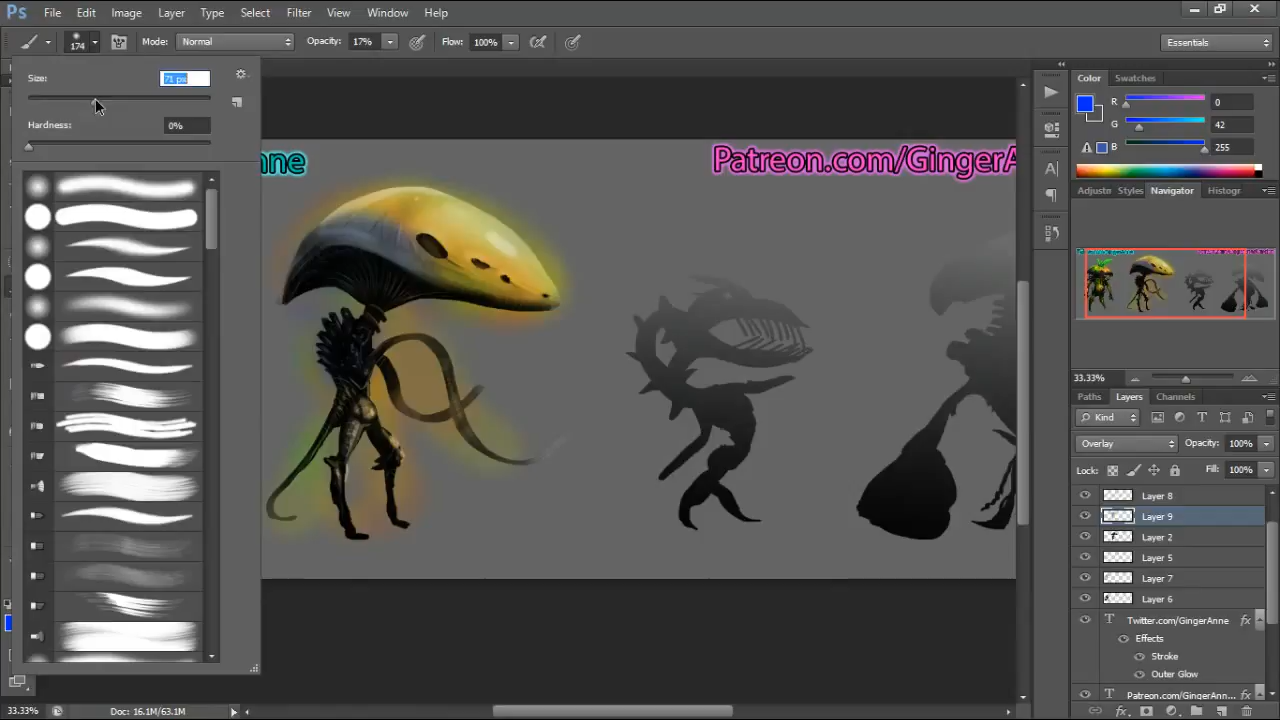 Ps File Edit Image Layer Type Select Filter View Window Help
174 Mode: Normal Opacity: 17% Flow: 100% Essentials
Size: 71 px
Hardness: 0%
nne
Patreon.com/GingerA
Color Swatches
R 0
G 42
B 255
Adjustm Styles Navigator Histogr
33.33%
Paths Layers Channels
Kind
Overlay Opacity: 100%
Lock: Fill: 100%
Layer 8
Layer 9
Layer 2
Layer 5
Layer 7
Layer 6
T Twitter.com/GingerAnne fx
Effects
Stroke
Outer Glow
T Patreon.com/GingerAnn... fx
33.33% Doc: 16.1M/63.1M